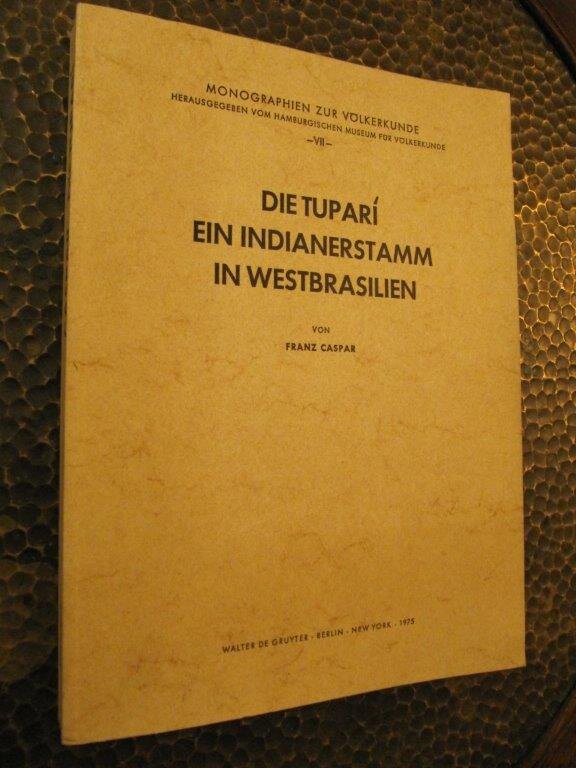 MONOGRAPHIEN ZUR VÖLKERKUNDE
HERAUSGEGEBEN VOM HAMBURGISCHEN MUSEUM FÜR VÖLKERKUNDE
–VII–
DIE TUPARÍ
EIN INDIANERSTAMM
IN WESTBRASILIEN
VON
FRANZ CASPAR
WALTER DE GRUYTER · BERLIN · NEW YORK · 1975